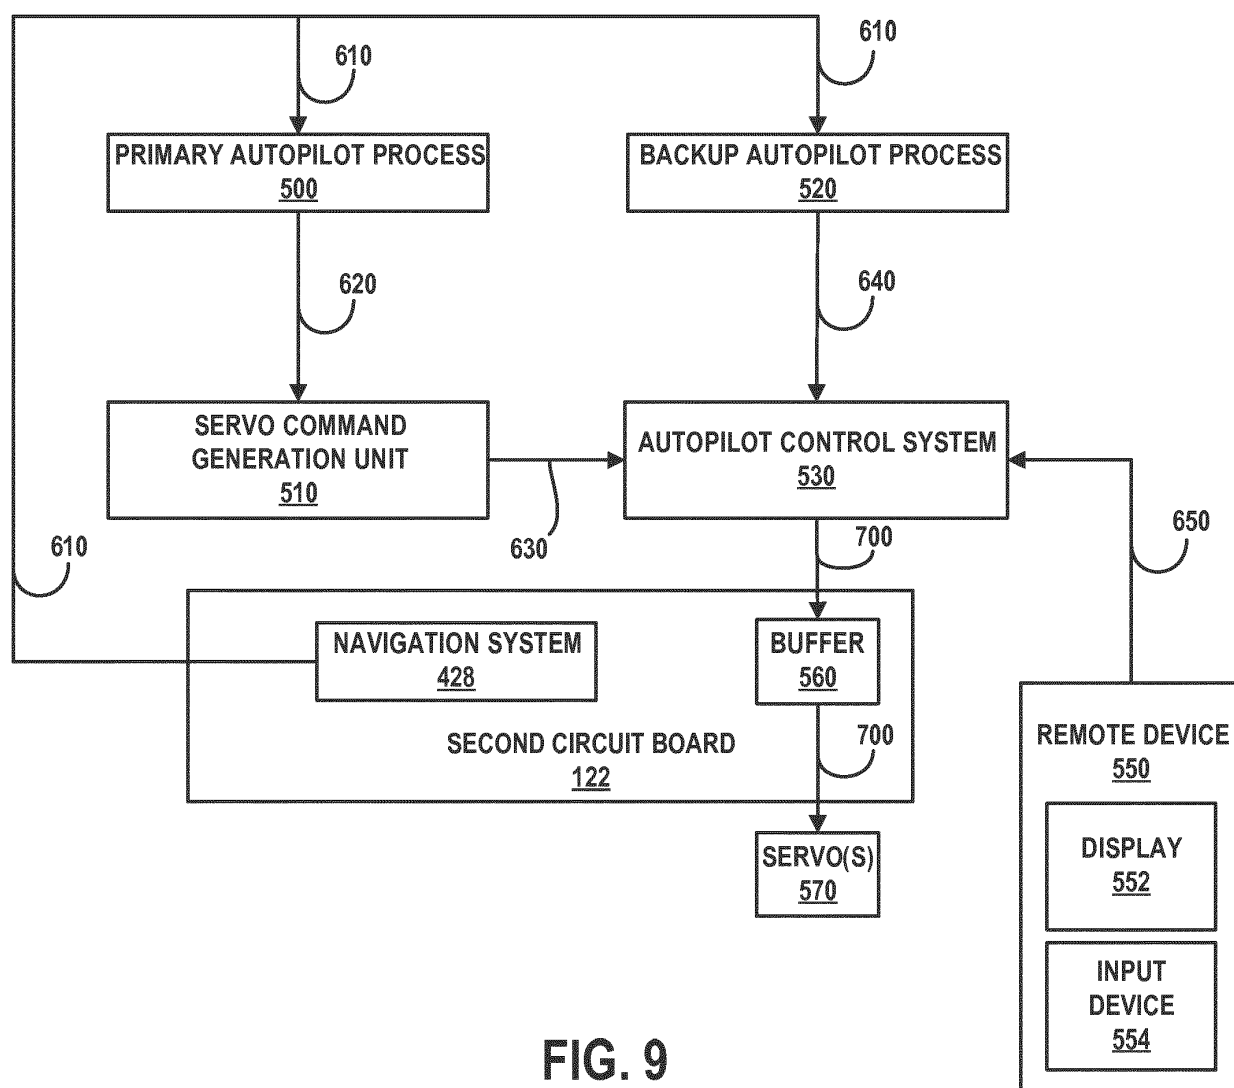 610
610
PRIMARY AUTOPILOT PROCESS
500
BACKUP AUTOPILOT PROCESS
520
620
640
SERVO COMMAND
GENERATION UNIT
510
AUTOPILOT CONTROL SYSTEM
530
630
700
650
610
NAVIGATION SYSTEM
428
BUFFER
560
SECOND CIRCUIT BOARD
122
700
SERVO(S)
570
REMOTE DEVICE
550
DISPLAY
552
INPUT
DEVICE
554
FIG. 9